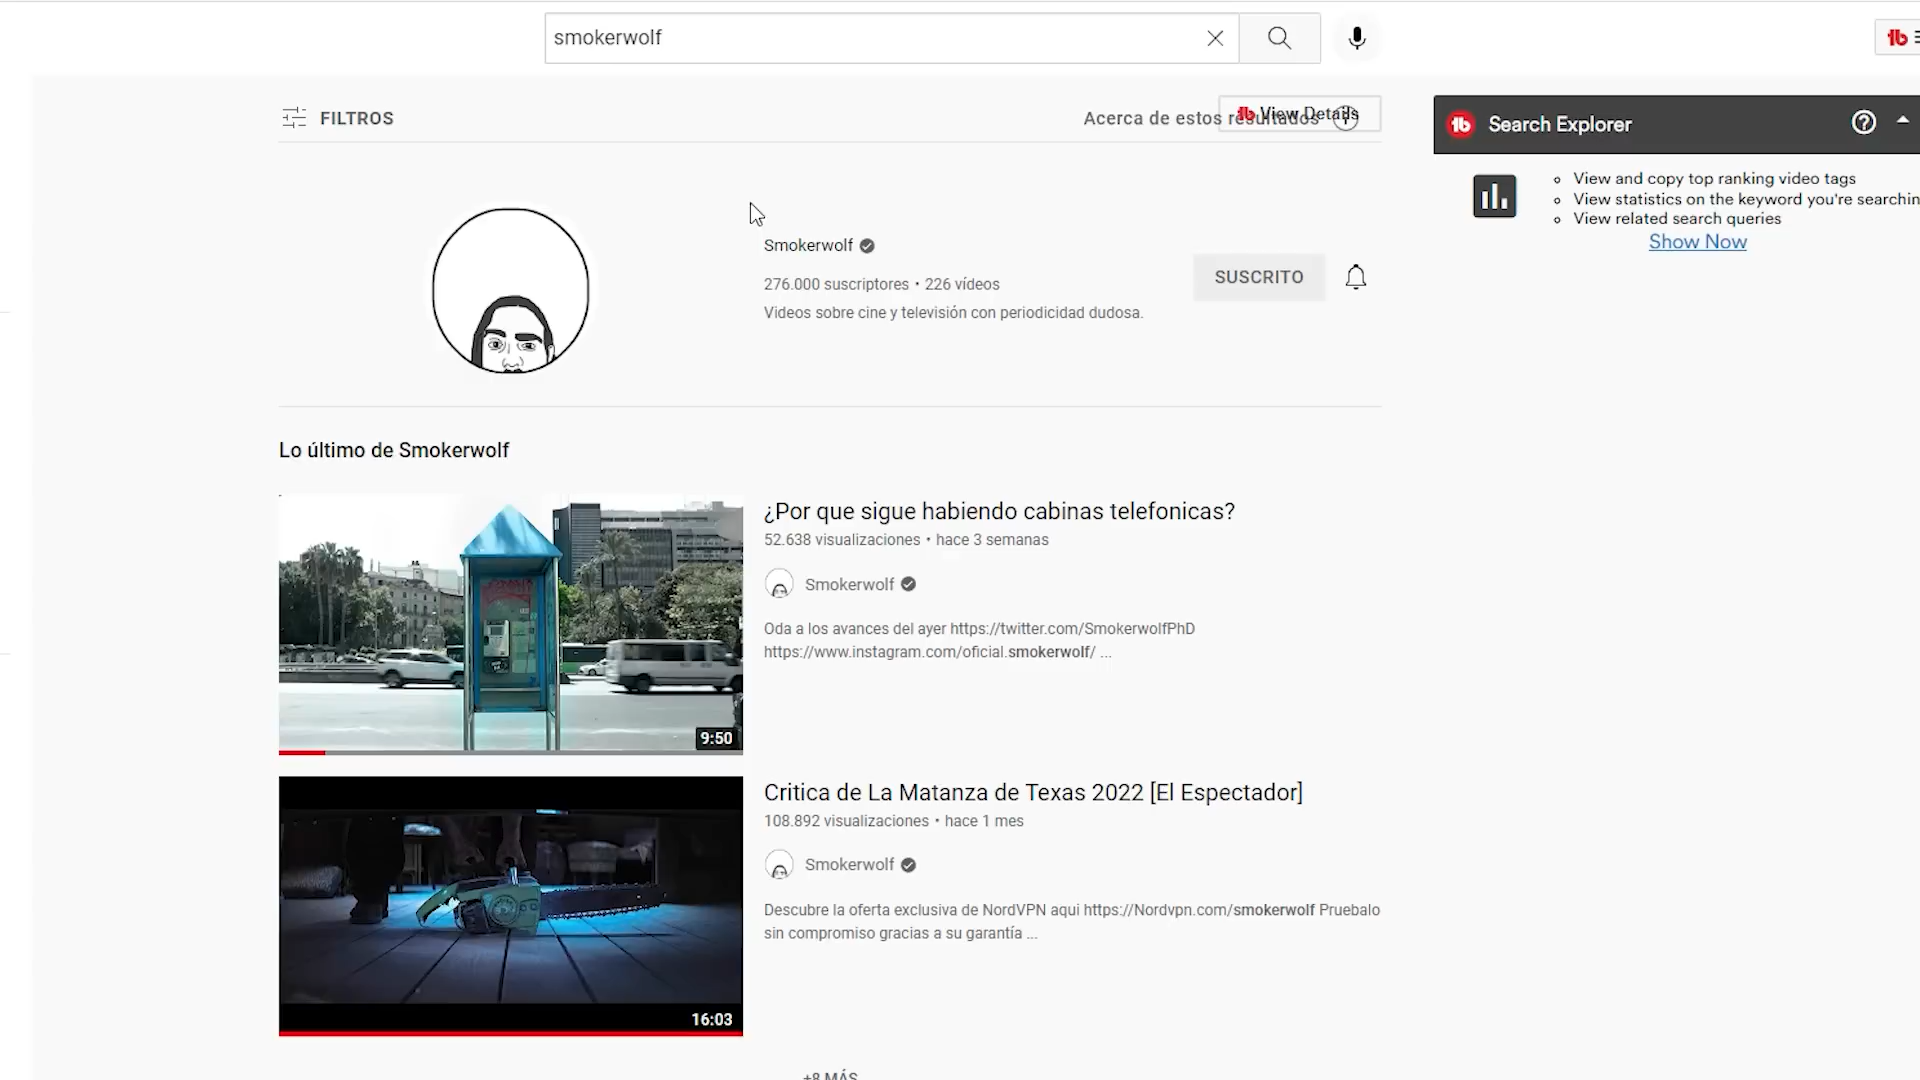 smokerwolf
FILTROS
Acerca de estos resultados
View Details
Search Explorer
View and copy top ranking video tags
View statistics on the keyword you're searchin
View related search queries
Show Now
Smokerwolf
276.000 suscriptores • 226 vídeos
Videos sobre cine y televisión con periodicidad dudosa.
SUSCRITO
Lo último de Smokerwolf
¿Por que sigue habiendo cabinas telefonicas?
52.638 visualizaciones • hace 3 semanas
Smokerwolf
Oda a los avances del ayer https://twitter.com/SmokerwolfPhD
https://www.instagram.com/oficial.smokerwolf/ ...
9:50
Critica de La Matanza de Texas 2022 [El Espectador]
108.892 visualizaciones • hace 1 mes
Smokerwolf
Descubre la oferta exclusiva de NordVPN aqui https://Nordvpn.com/smokerwolf Pruebalo
sin compromiso gracias a su garantía ...
16:03
+8 MÁS